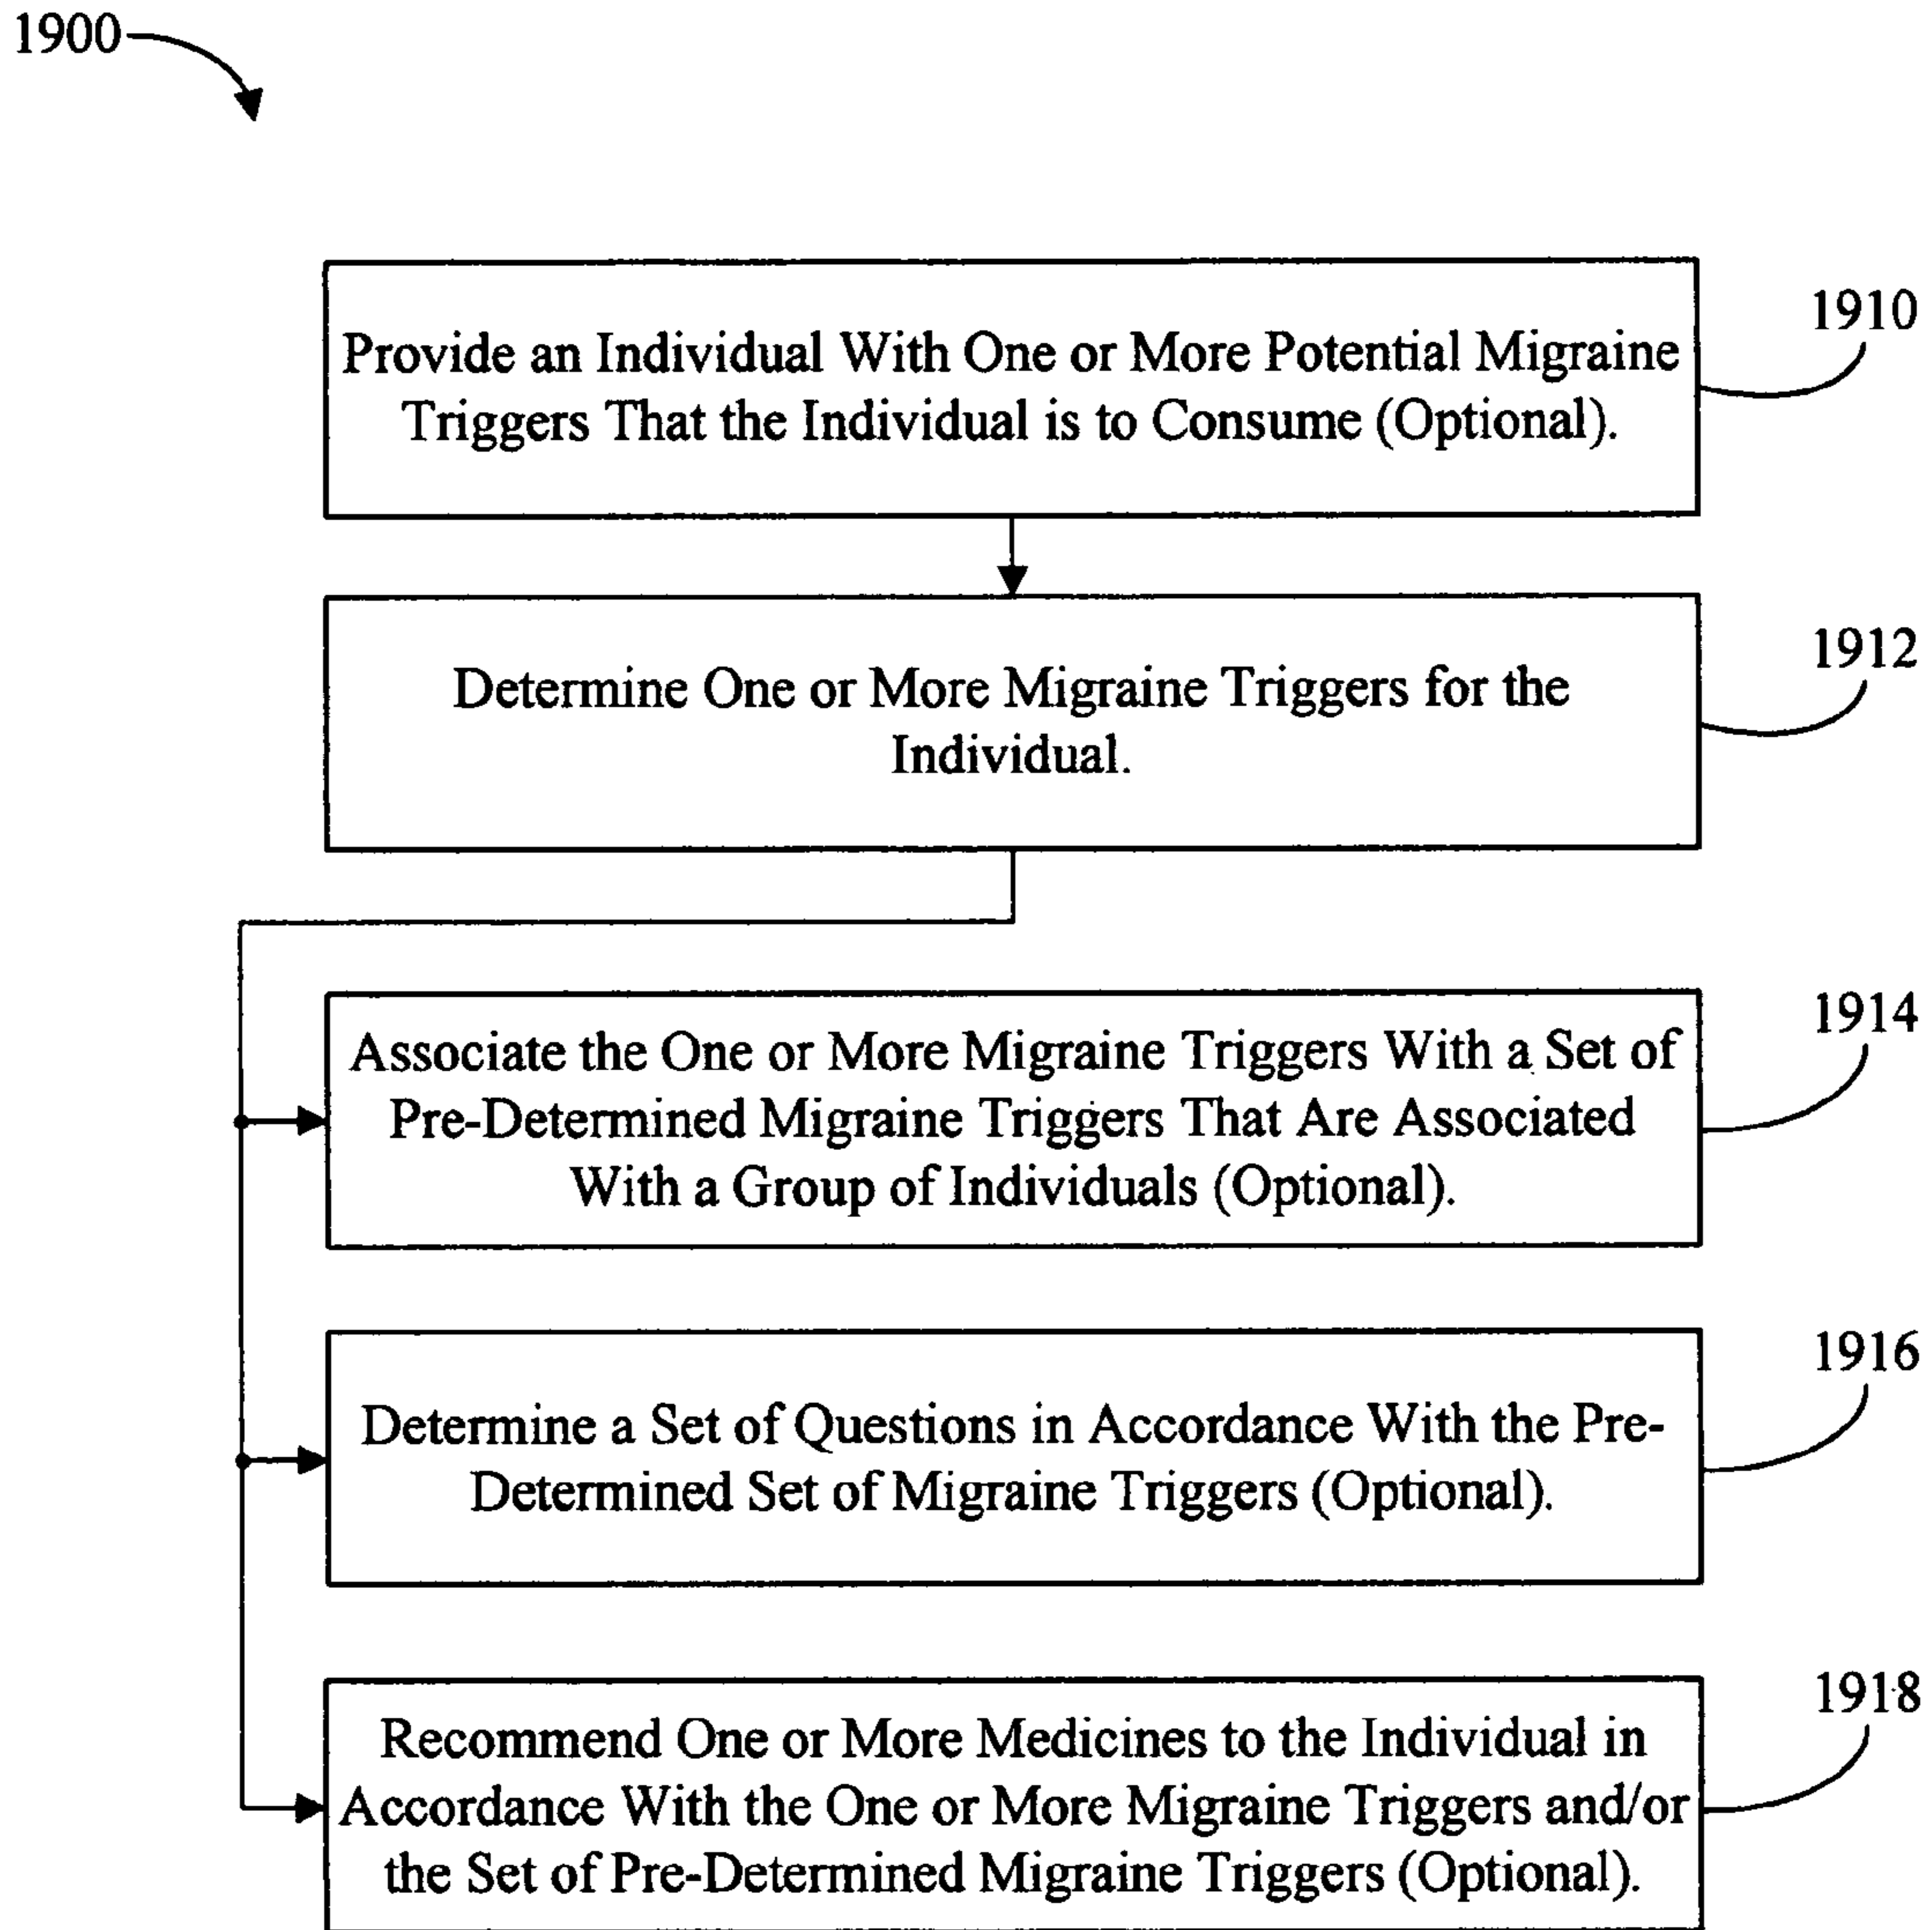 1900
Provide an Individual With One or More Potential Migraine
Triggers That the Individual is to Consume (Optional).
1910
Determine One or More Migraine Triggers for the
Individual.
1912
Associate the One or More Migraine Triggers With a Set of
Pre-Determined Migraine Triggers That Are Associated
With a Group of Individuals (Optional).
1914
Determine a Set of Questions in Accordance With the Pre-
Determined Set of Migraine Triggers (Optional).
1916
Recommend One or More Medicines to the Individual in
Accordance With the One or More Migraine Triggers and/or
the Set of Pre-Determined Migraine Triggers (Optional).
1918